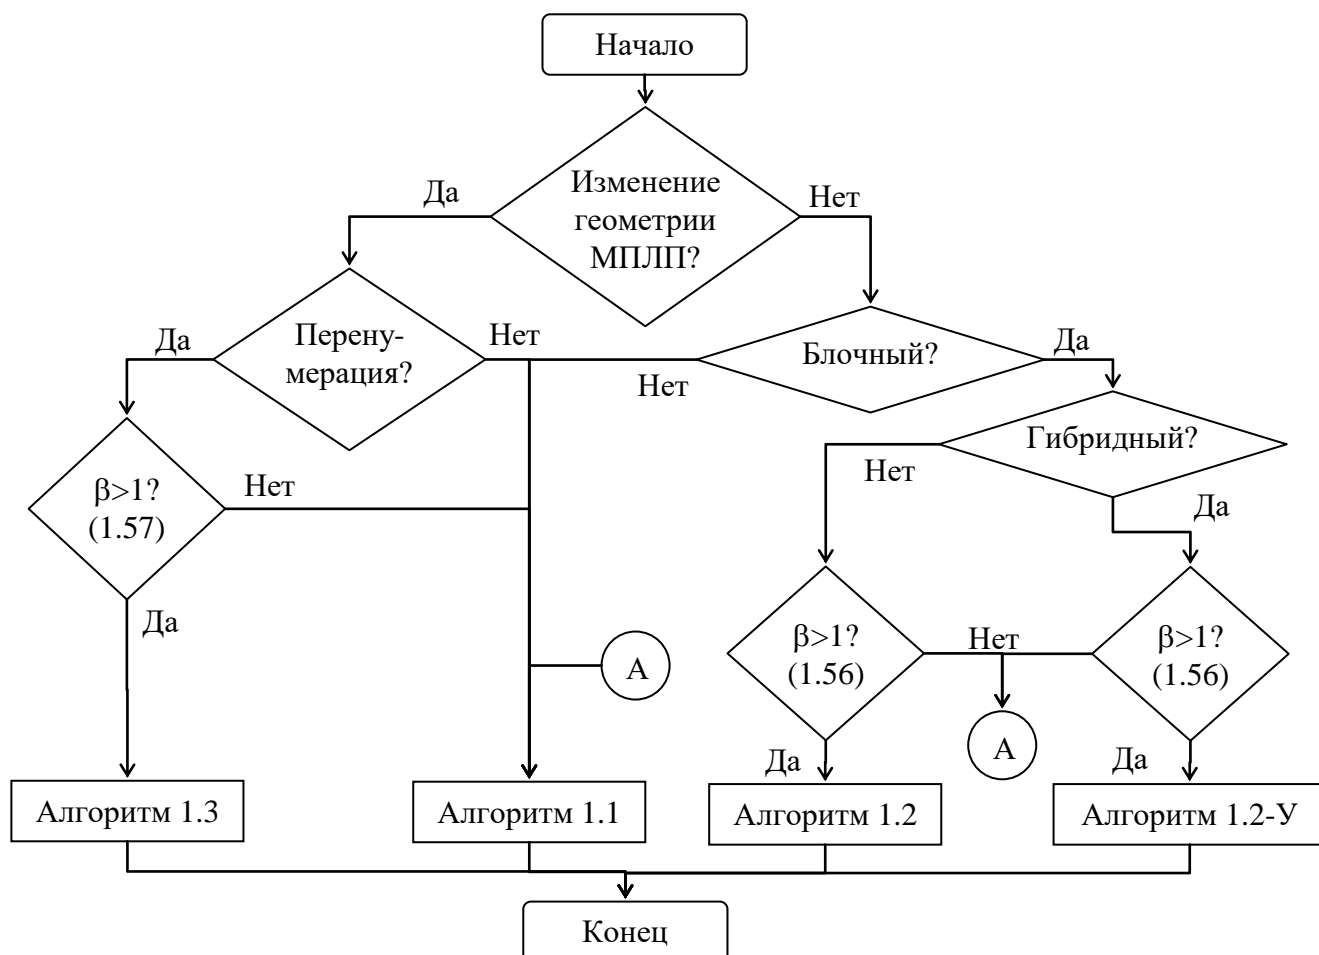 Начало
Изменение
геометрии
МПЛП?
Да
Нет
Перену-
мерация?
Да
Нет
Блочный?
Нет
Да
Гибридный?
Нет
Да
β>1?
(1.57)
Нет
Да
β>1?
(1.56)
Нет
β>1?
(1.56)
А
А
Да
Да
Алгоритм 1.3
Алгоритм 1.1
Алгоритм 1.2
Алгоритм 1.2-У
Конец